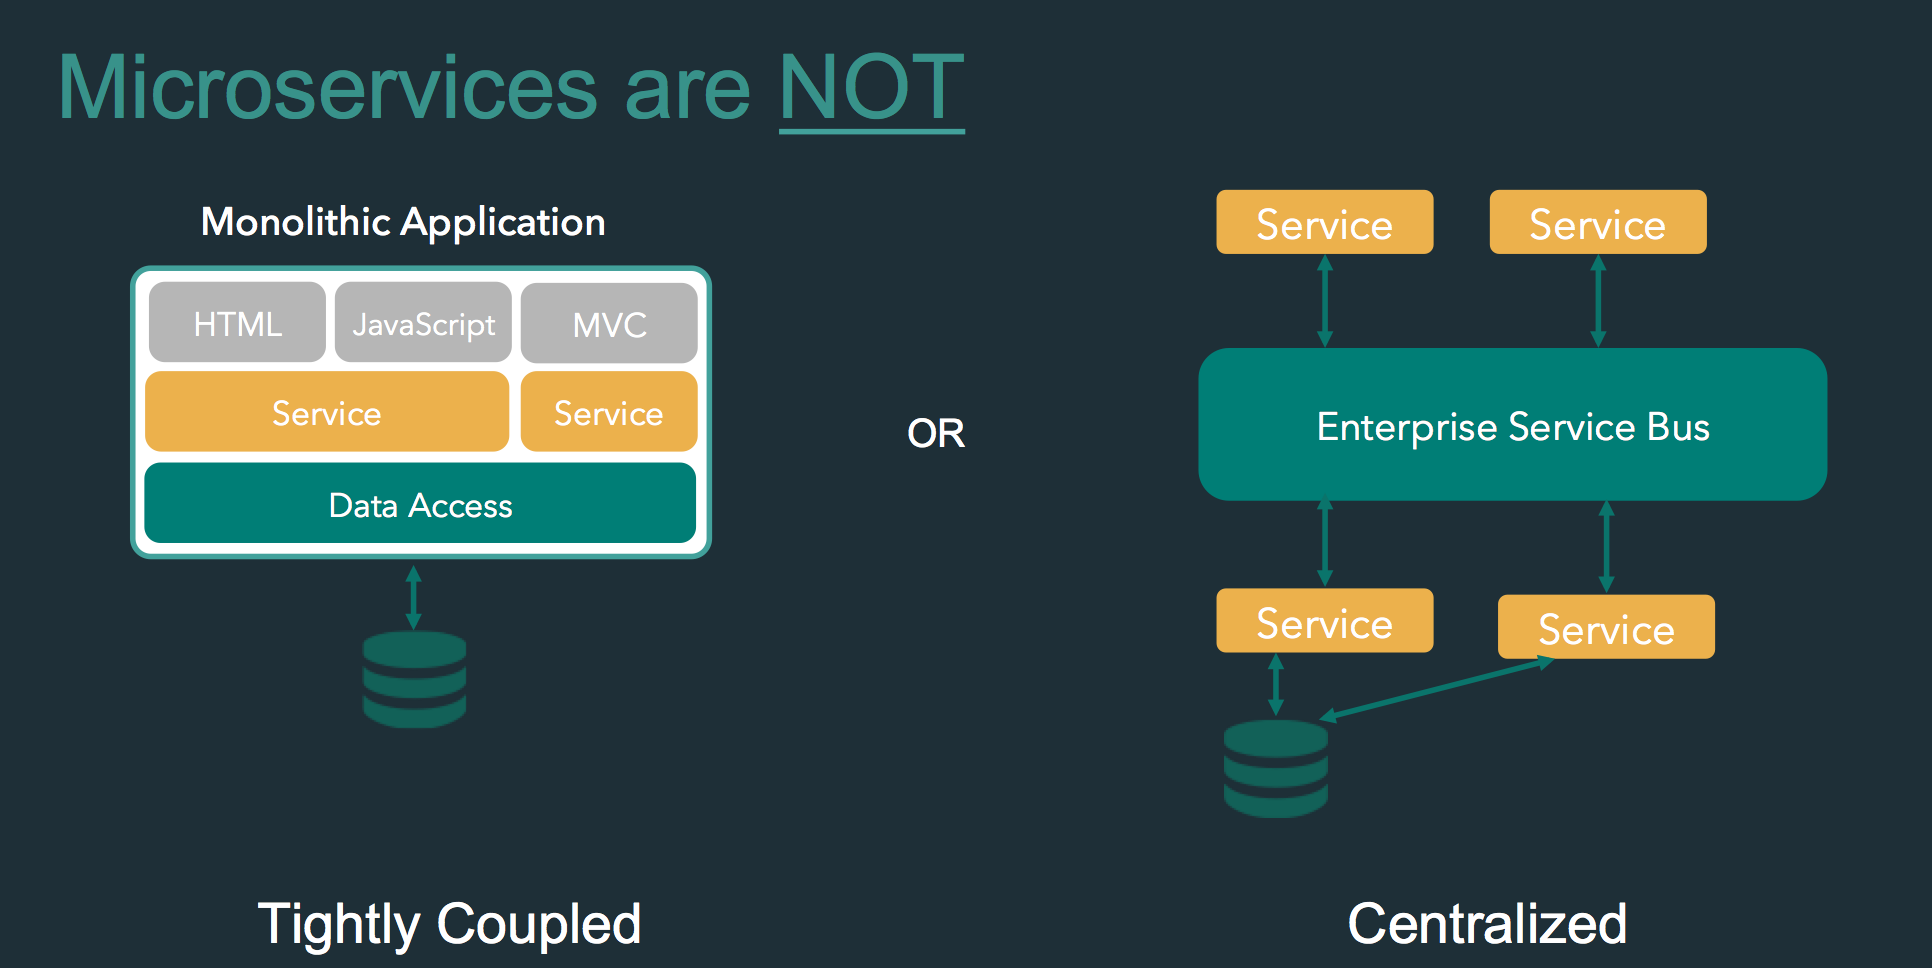 Microservices are NOT
Monolithic Application
HTML
JavaScript
MVC
Service
Service
Data Access
Tightly Coupled
OR
Service
Service
Enterprise Service Bus
Service
Service
Centralized